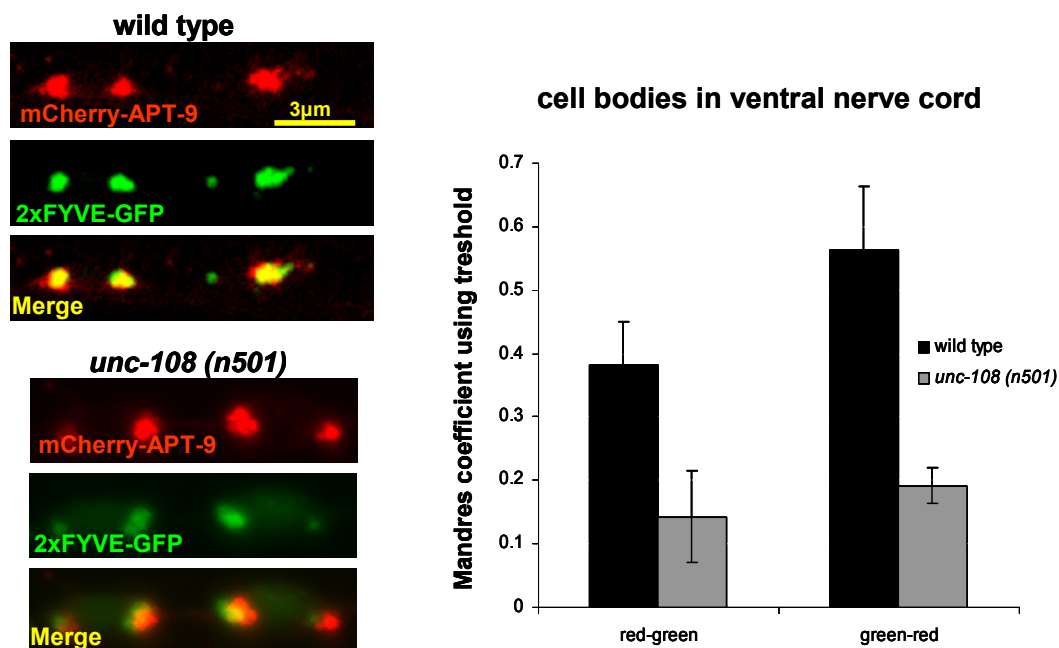 wild type
mCherry-APT-9
3µm
2xFYVE-GFP
Merge
unc-108 (n501)
mCherry-APT-9
2xFYVE-GFP
Merge
cell bodies in ventral nerve cord
Mandres coefficient using treshold
0.7
0.6
0.5
0.4
0.3
0.2
0.1
0
wild type
unc-108 (n501)
red-green
green-red